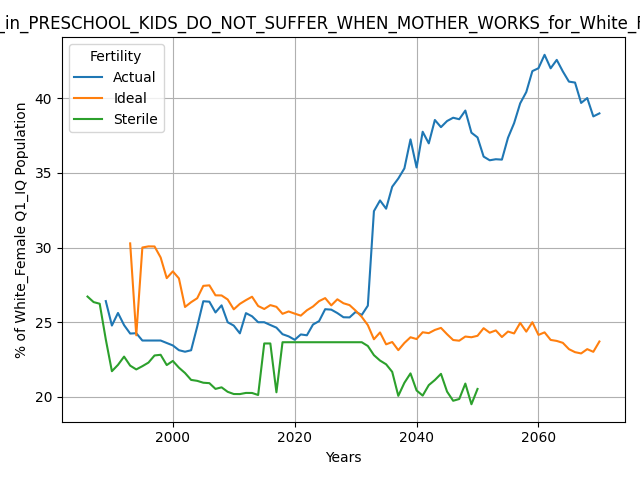 _in_PRESCHOOL_KIDS_DO_NOT_SUFFER_WHEN_MOTHER_WORKS_for_White_F
Fertility
Actual
Ideal
Sterile
% of White_Female Q1_IQ Population
40
35
30
25
20
2000
2020
2040
2060
Years